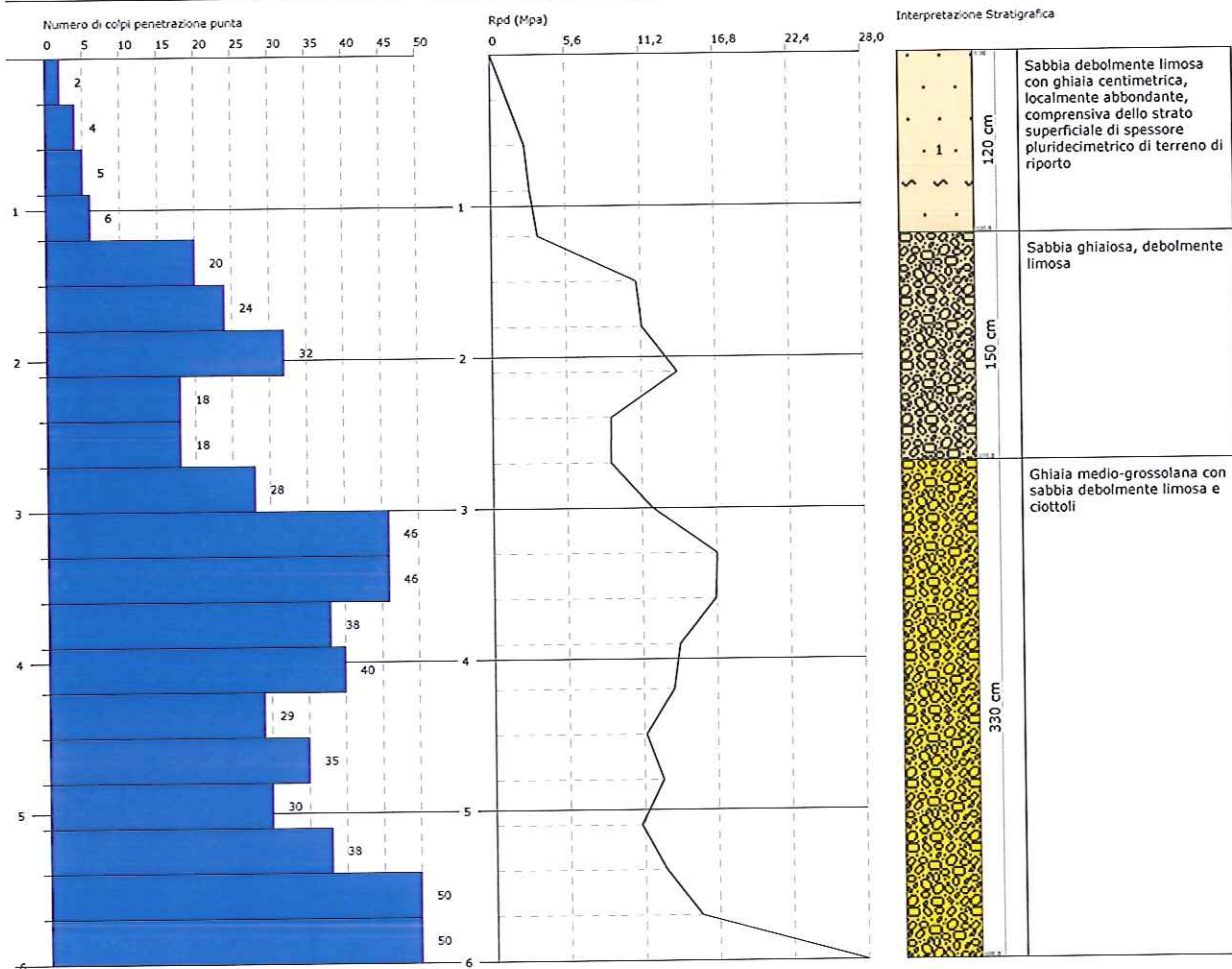 Numero di colpi penetrazione punta
0 5 10 15 20 25 30 35 40 45 50
2
4
5
6
20
24
32
18
18
28
46
46
38
40
29
35
30
38
50
50
1
2
3
4
5
6
Rpd (Mpa)
0 5,6 11,2 16,8 22,4 28,0
1
2
3
4
5
6
Interpretazione Stratigrafica
1
120 cm
Sabbia debolmente limosa
con ghiaia centimetrica,
localmente abbondante,
comprensiva dello strato
superficiale di spessore
pluridecimetrico di terreno di
riporto
150 cm
Sabbia ghiaiosa, debolmente
limosa
330 cm
Ghiaia medio-grossolana con
sabbia debolmente limosa e
ciottoli